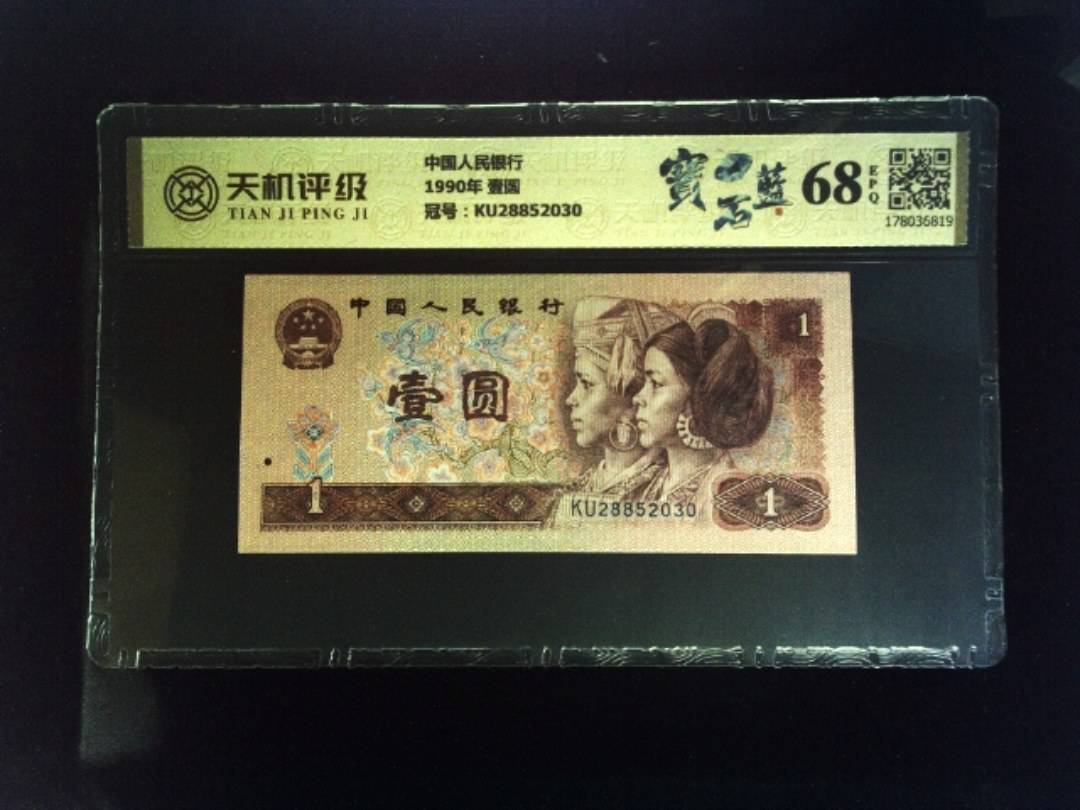 天机评级
TIAN JI PING JI
中国人民银行
1990年 壹圆
冠号：KU28852030
寶石藍
68
EPQ
178036819
中國人民銀行
1
壹圆
1
KU28852030
1